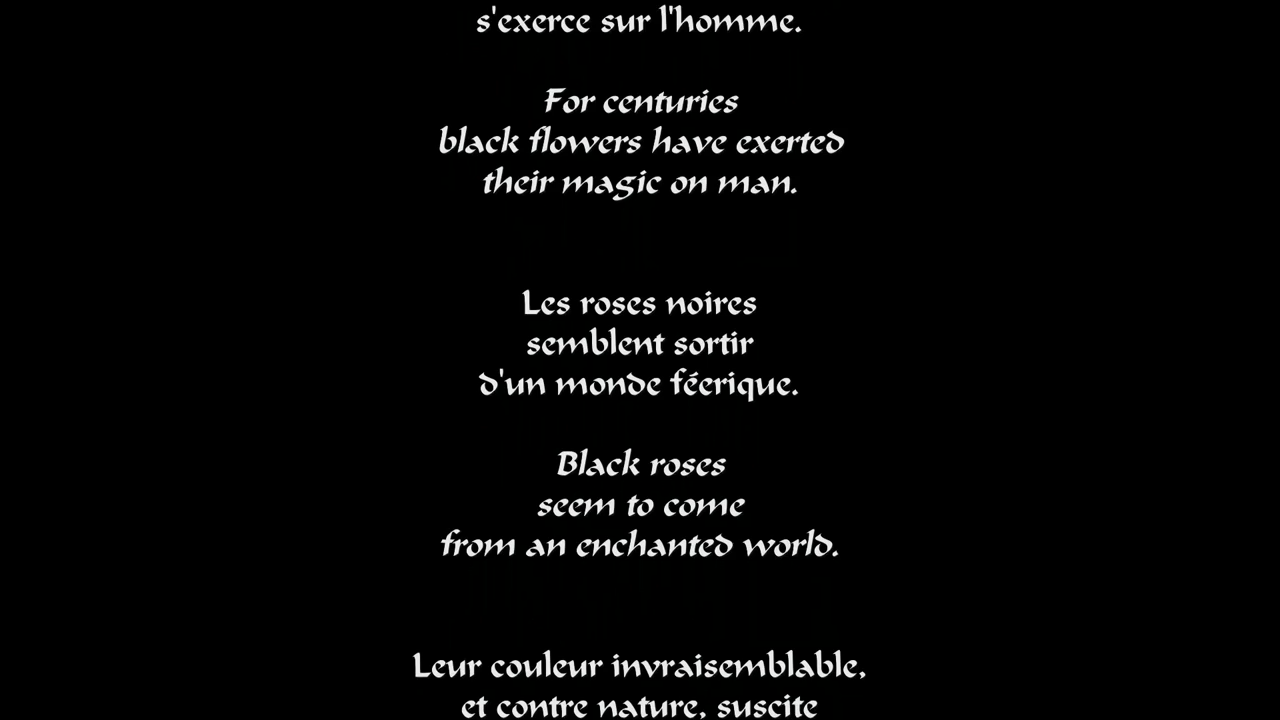 s'exerce sur l'homme.
For centuries
black flowers have exerted
their magic on man.
Les roses noires
semblent sortir
d'un monde féerique.
Black roses
seem to come
from an enchanted world.
Leur couleur invraisemblable,
et contre nature, suscite